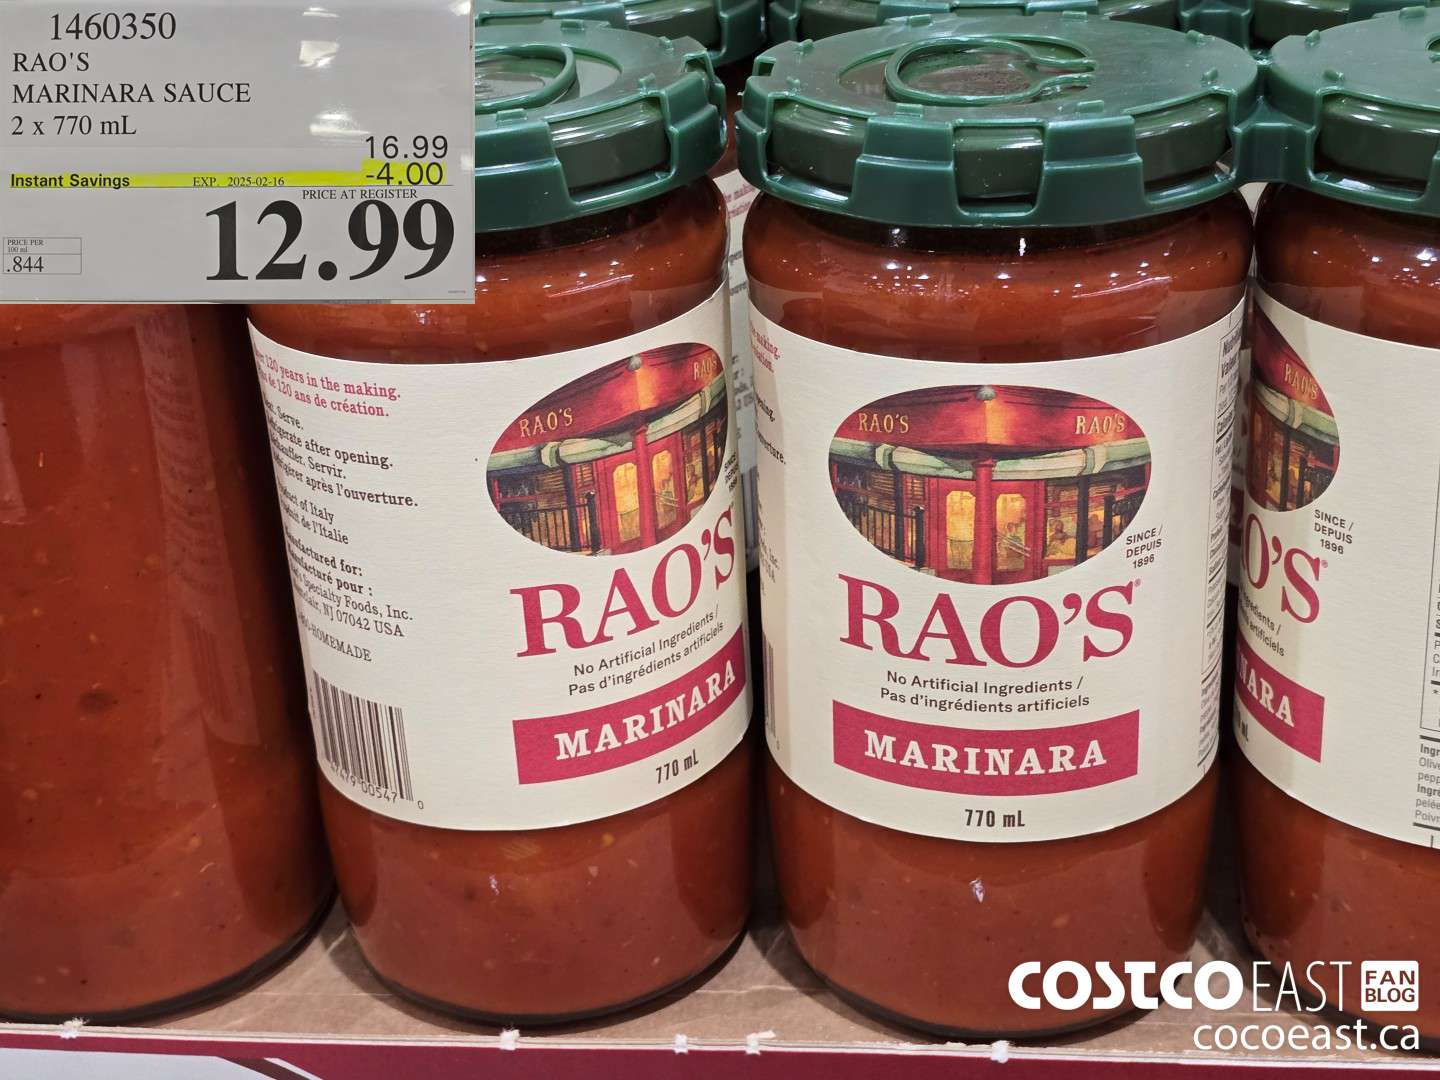 1460350
RAO'S
MARINARA SAUCE
2 x 770 mL
16.99
Instant Savings EXP. 2025-02-16 -4.00
PRICE AT REGISTER
12.99
PRICE PER
100 ml
.844
120 years in the making.
de 120 ans de création.
Serve.
after opening.
Servir.
après l'ouverture.
of Italy
de l'Italie
for:
pour :
Specialty Foods, Inc.
NJ 07042 USA
HOMEMADE
00547 0
RAO'S RAO'S
SINCE /
DEPUIS
1896
RAO'S
No Artificial Ingredients /
Pas d'ingrédients artificiels
MARINARA
770 mL
RAO'S RAO'S
SINCE /
DEPUIS
1896
RAO'S®
No Artificial Ingredients /
Pas d'ingrédients artificiels
MARINARA
770 mL
RAO'S
SINCE /
DEPUIS
1896
O'S®
artificiels
ARA
COSTCO EAST FAN BLOG
cocoeast.ca